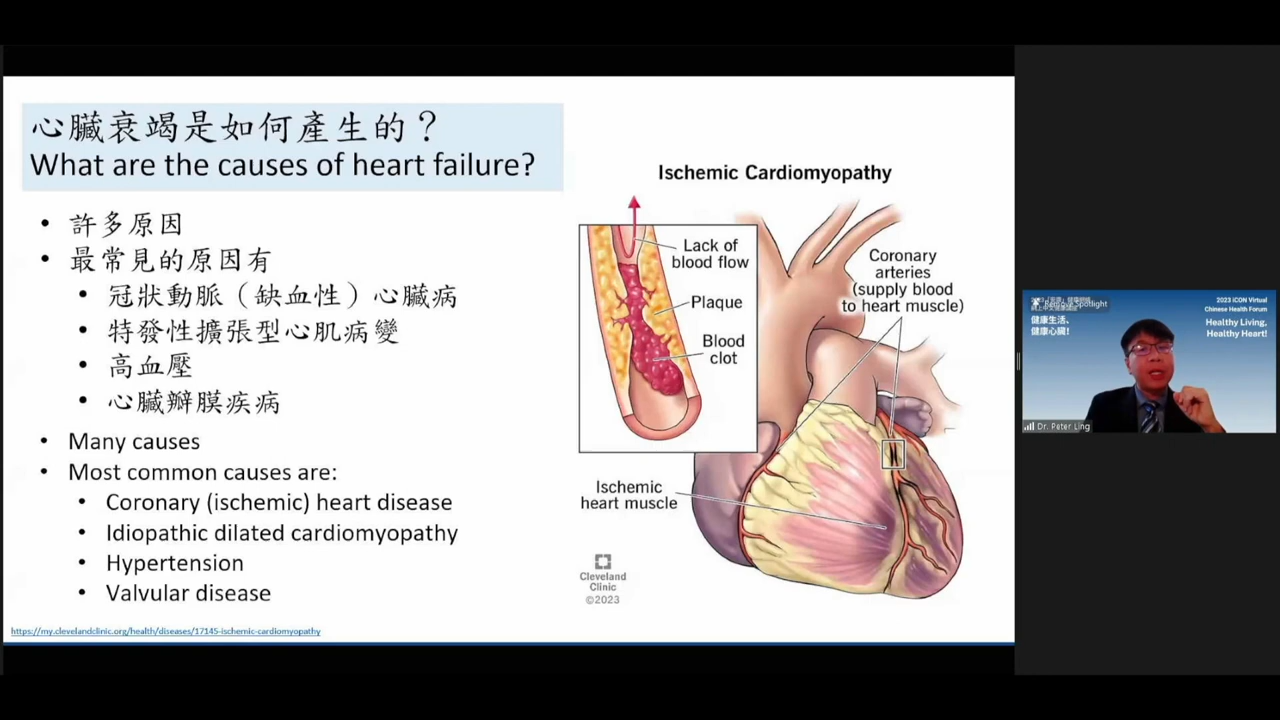 心臟衰竭是如何產生的？
What are the causes of heart failure?
• 許多原因
• 最常見的原因有
• 冠狀動脈（缺血性）心臟病
• 特發性擴張型心肌病變
• 高血壓
• 心臟瓣膜疾病
• Many causes
• Most common causes are:
• Coronary (ischemic) heart disease
• Idiopathic dilated cardiomyopathy
• Hypertension
• Valvular disease
https://my.clevelandclinic.org/health/diseases/17145-ischemic-cardiomyopathy
Ischemic Cardiomyopathy
Lack of
blood flow
Plaque
Blood
clot
Coronary
arteries
(supply blood
to heart muscle)
Ischemic
heart muscle
Cleveland
Clinic
©2023
Remove Spotlight
健康生活、
健康心臟!
2023 iCON Virtual
Chinese Health Forum
Healthy Living,
Healthy Heart!
Dr. Peter Ling